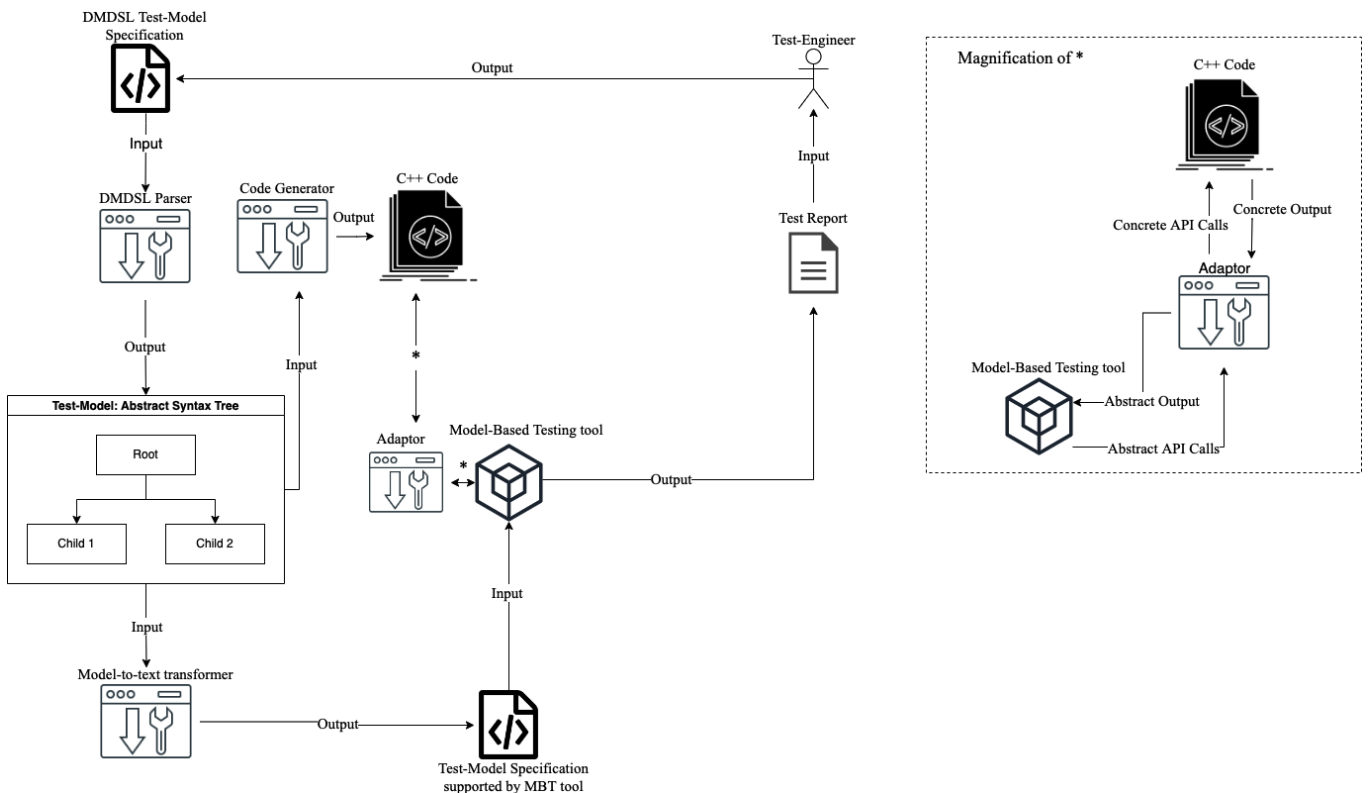 DMDSL Test-Model
Specification
Test-Engineer
Output
Input
Input
DMDSL Parser
Code Generator
Output
C++ Code
Test Report
Output
*
Input
Test-Model: Abstract Syntax Tree
Root
Child 1
Child 2
Adaptor
*
Model-Based Testing tool
Output
Input
Input
Model-to-text transformer
Output
Test-Model Specification
supported by MBT tool
Magnification of *
C++ Code
Concrete API Calls
Concrete Output
Adaptor
Model-Based Testing tool
Abstract Output
Abstract API Calls